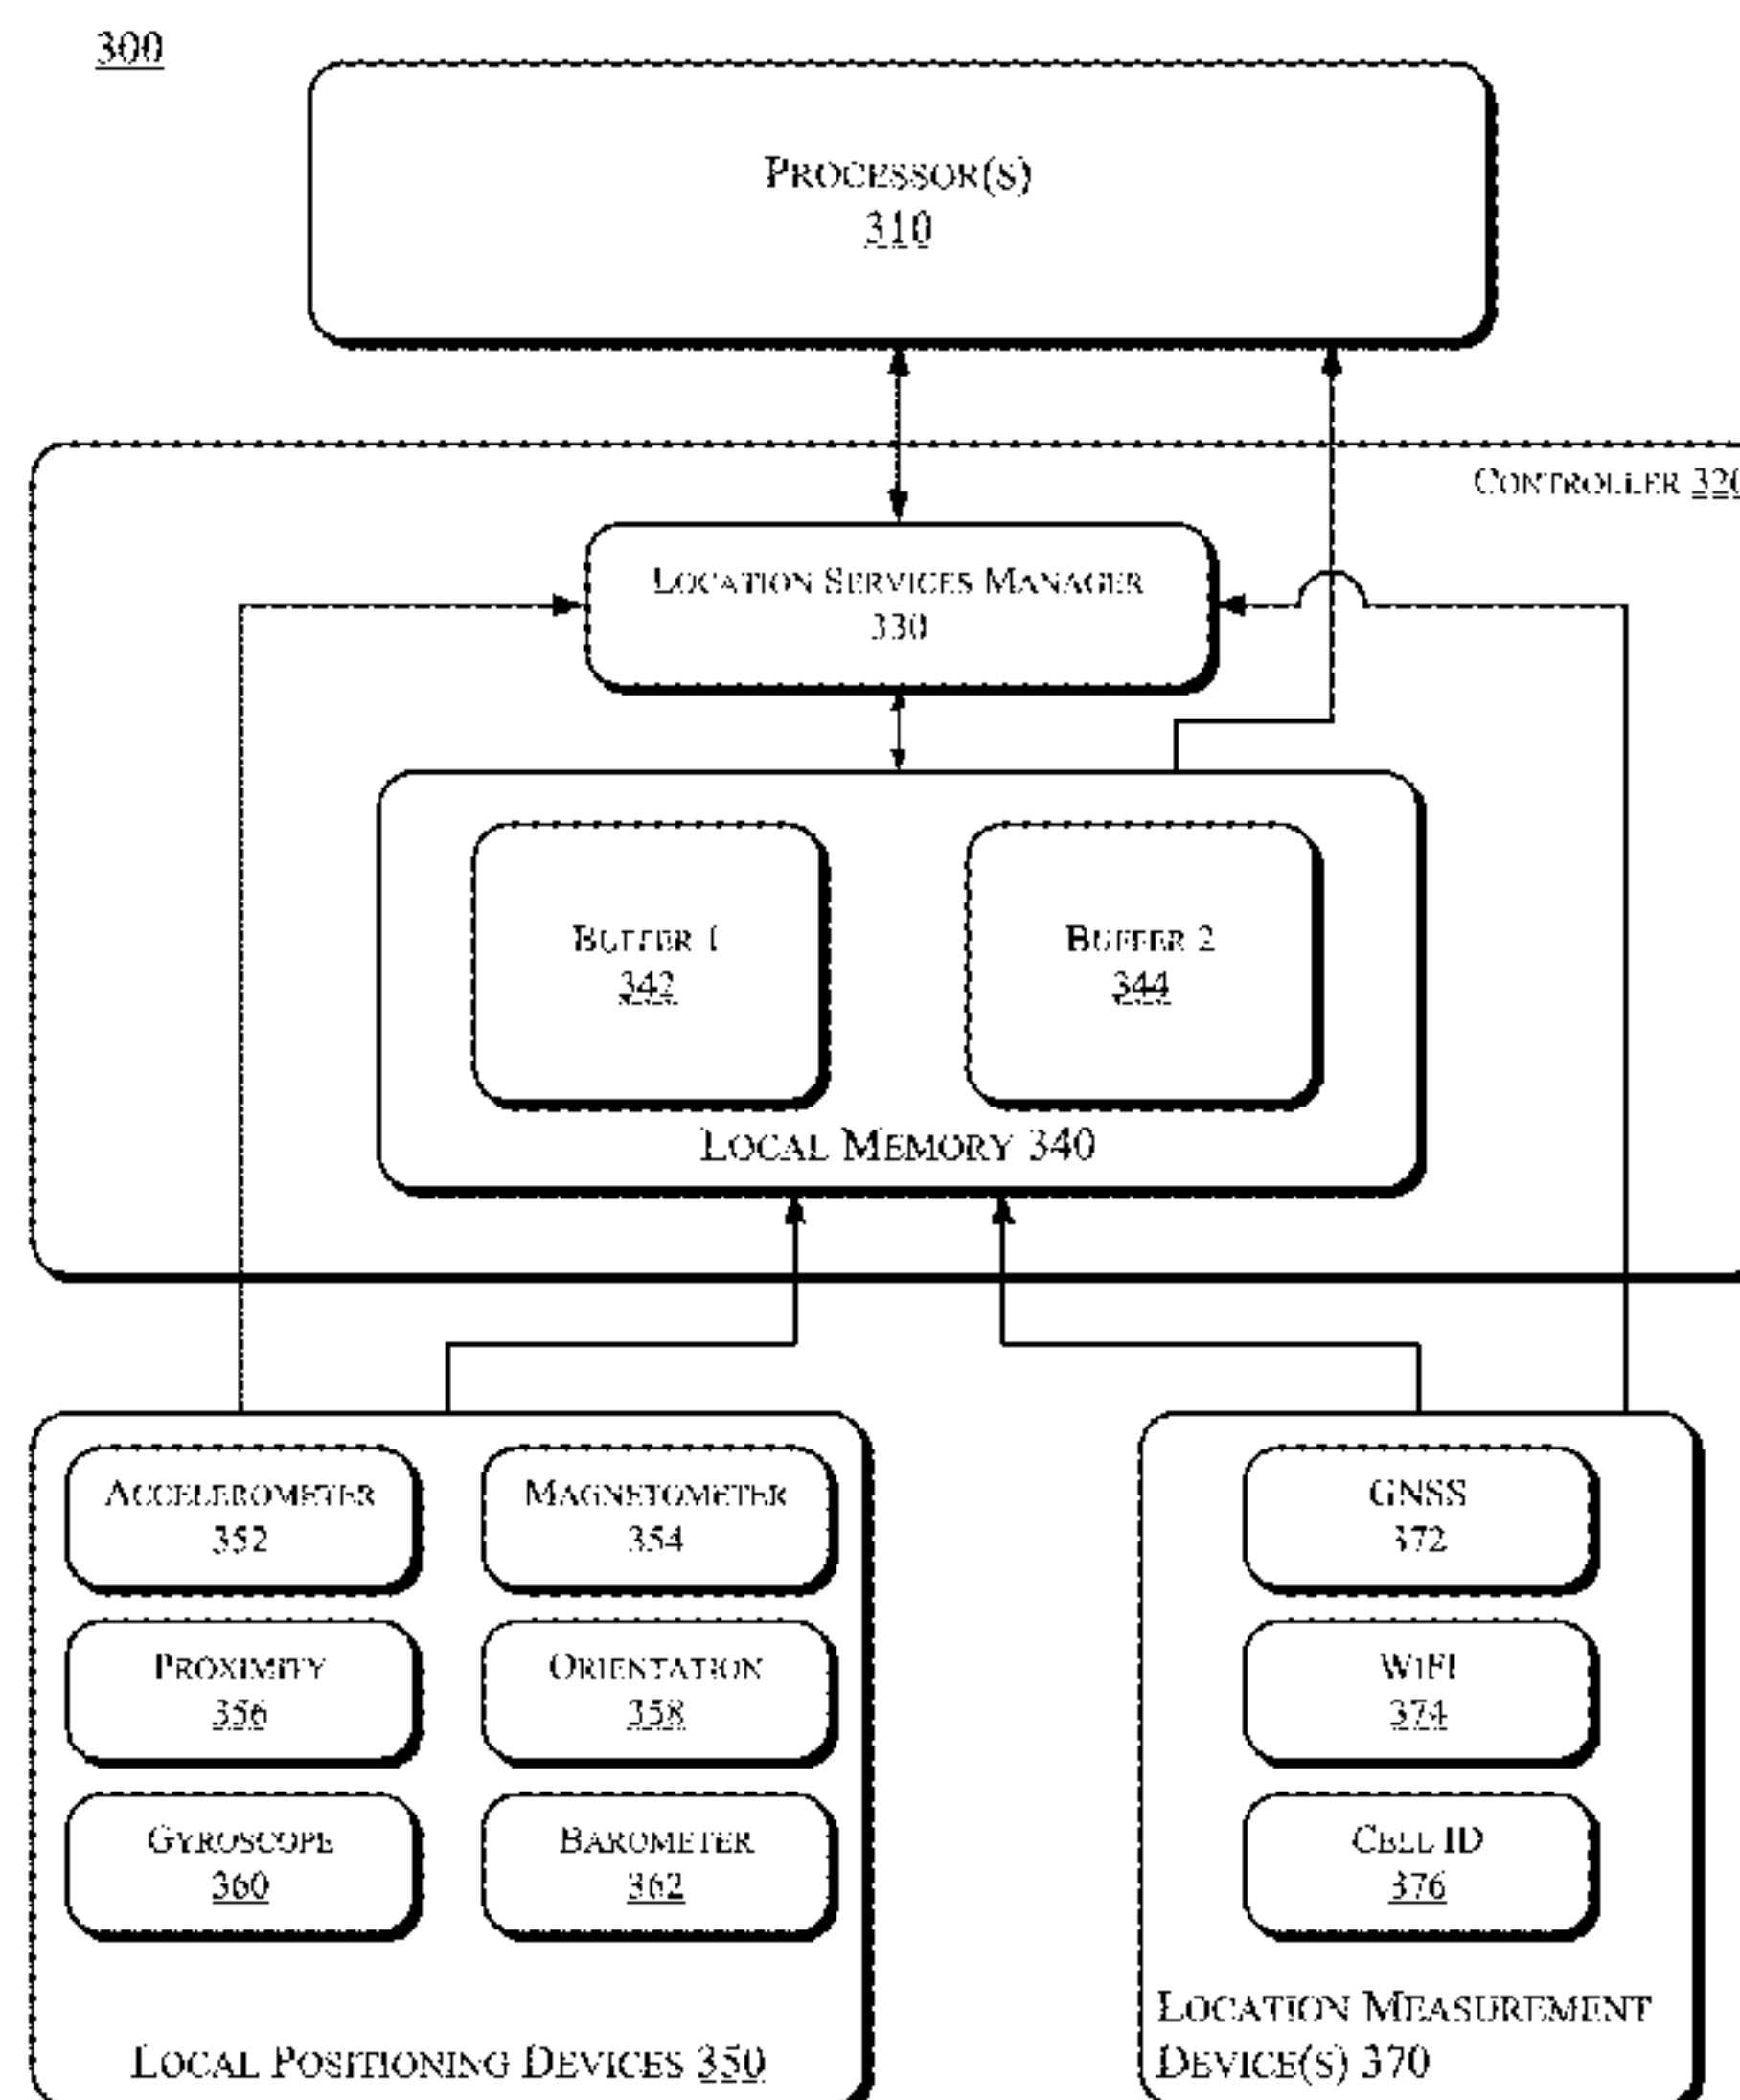 300
PROCESSOR(S)
310
CONTROLLER 320
LOCATION SERVICES MANAGER
330
BUFFER 1
342
BUFFER 2
344
LOCAL MEMORY 340
ACCELEROMETER
352
MAGNETOMETER
354
PROXIMITY
356
ORIENTATION
358
GYROSCOPE
360
BAROMETER
362
LOCAL POSITIONING DEVICES 350
GNSS
372
WIFI
374
CELL ID
376
LOCATION MEASUREMENT
DEVICE(S) 370